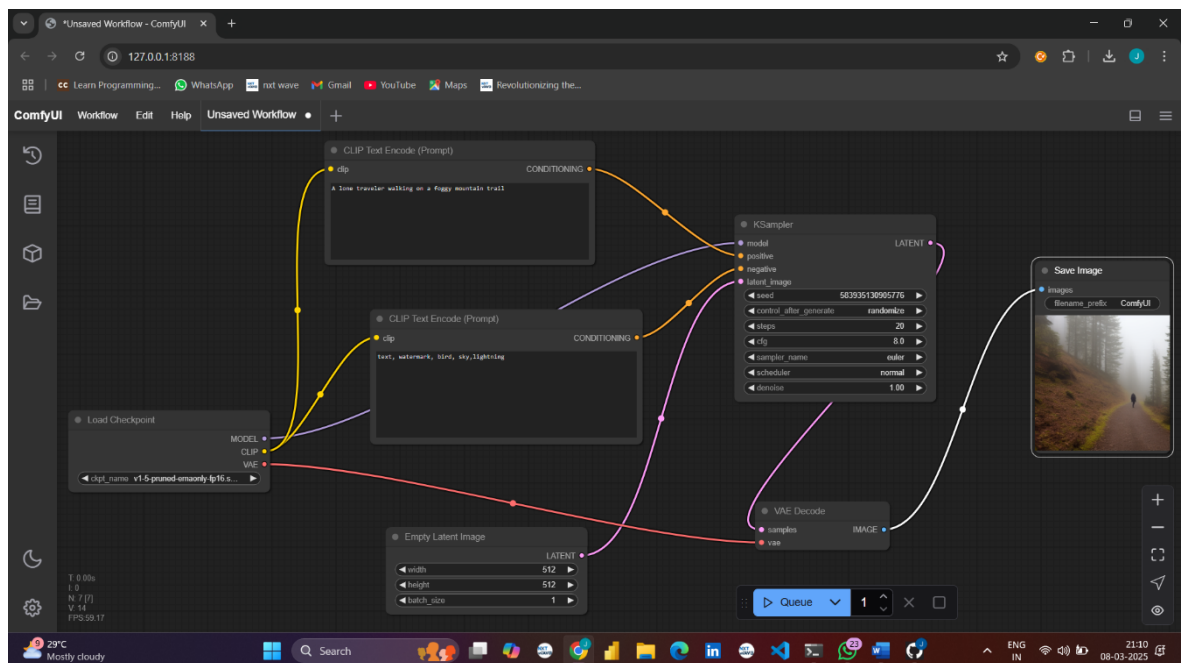 *Unsaved Workflow - ComfyUI
127.0.0.1:8188
J
CC Learn Programming... WhatsApp nxt wave Gmail YouTube Maps Revolutionizing the...
ComfyUI Workflow Edit Help Unsaved Workflow
CLIP Text Encode (Prompt)
clip CONDITIONING
A lone traveler walking on a foggy mountain trail
KSampler
model LATENT
positive
negative
latent_image
seed 583935130905776
control_after_generate randomize
steps 20
cfg 8.0
sampler_name euler
scheduler normal
denoise 1.00
Save Image
images
filename_prefix ComfyUI
CLIP Text Encode (Prompt)
clip CONDITIONING
text, watermark, bird, sky,lightning
Load Checkpoint
MODEL
CLIP
VAE
ckpt_name v1-5-pruned-emaonly-fp16.s...
VAE Decode
samples IMAGE
vae
Empty Latent Image
LATENT
width 512
height 512
batch_size 1
T: 0.00s
I: 0
N: 7 [7]
V: 14
FPS:59.17
Queue 1
9
29°C
Mostly cloudy
Search
in
23
ENG
IN
21:10
08-03-2025